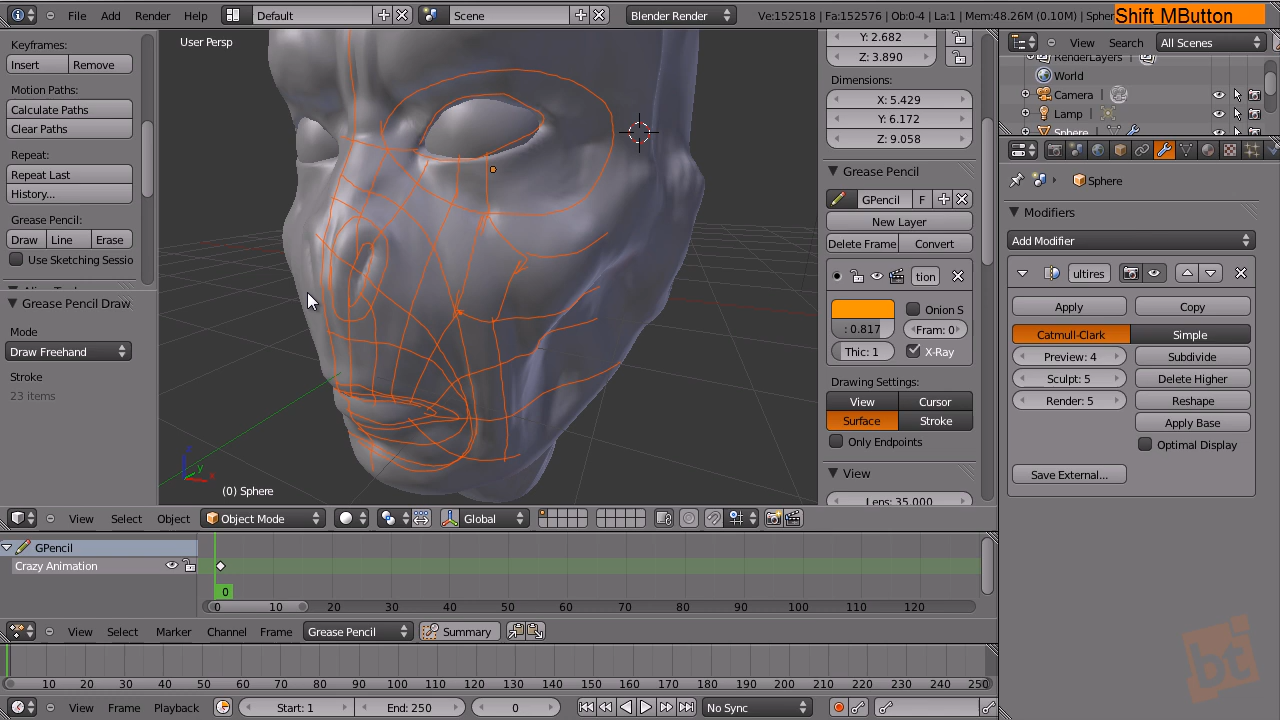 File Add Render Help Default Scene Blender Render Ve:152518 | Fa:152576 | Ob:0-4 | La:1 | Mem:48.26M (0.10M) | Spher
Shift MButton
Keyframes:
Insert Remove
Motion Paths:
Calculate Paths
Clear Paths
Repeat:
Repeat Last
History...
Grease Pencil:
Draw Line Erase
Use Sketching Sessio
Grease Pencil Draw
Mode
Draw Freehand
Stroke
23 items
User Persp
(0) Sphere
Y: 2.682
Z: 3.890
Dimensions:
X: 5.429
Y: 6.172
Z: 9.058
Grease Pencil
GPencil F
New Layer
Delete Frame Convert
tion
Onion S
: 0.817 Fram: 0
Thic: 1 X-Ray
Drawing Settings:
View Cursor
Surface Stroke
Only Endpoints
View
Lens: 35.000
View Search All Scenes
RenderLayers
World
Camera
Lamp
Sphere
Sphere
Modifiers
Add Modifier
ultires
Apply Copy
Catmull-Clark Simple
Preview: 4 Subdivide
Sculpt: 5 Delete Higher
Render: 5 Reshape
Apply Base
Optimal Display
Save External...
View Select Object Object Mode Global
GPencil
Crazy Animation
0
0 10 20 30 40 50 60 70 80 90 100 110 120
View Select Marker Channel Frame Grease Pencil Summary
10 20 30 40 50 60 70 80 90 100 110 120 130 140 150 160 170 180 190 200 210 220 230 240 250
View Frame Playback Start: 1 End: 250 0 No Sync
bt